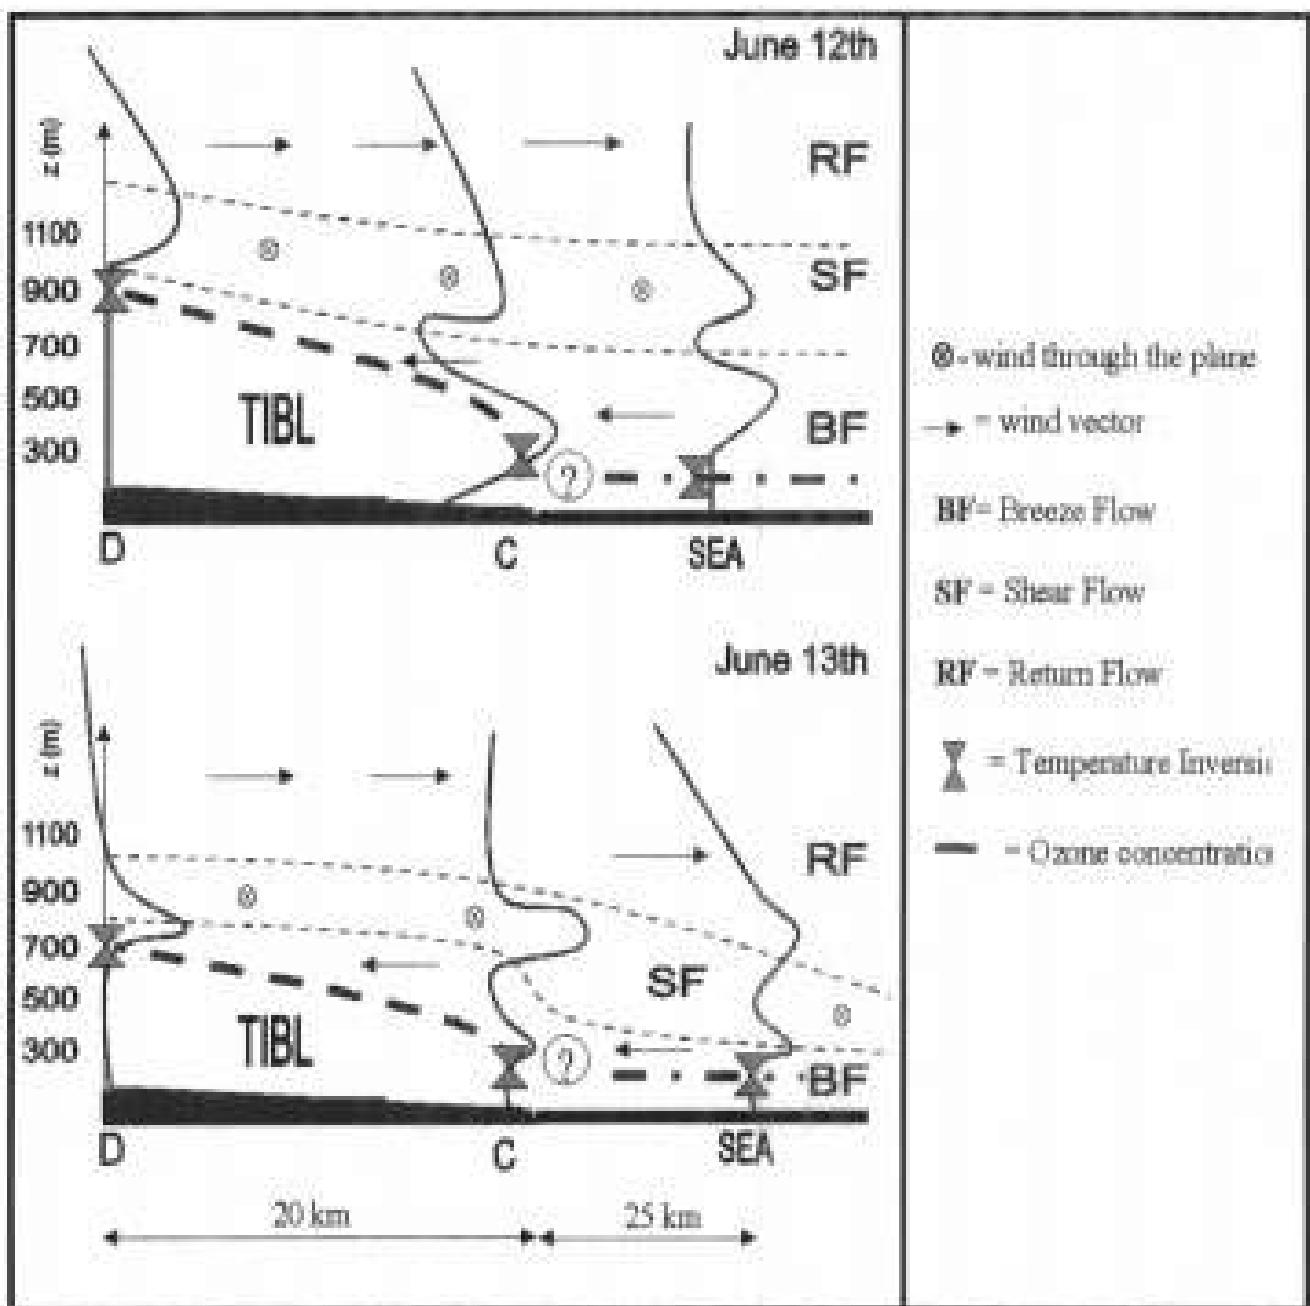 June 12th
z (m)
RF
1100
SF
900
700
500
TIBL
BF
300
?
D
C
SEA
June 13th
z (m)
1100
RF
900
700
SF
500
TIBL
300
?
BF
D
C
SEA
20 km
25 km
⊗ - wind through the plane
→ = wind vector
BF= Breeze Flow
SF = Shear Flow
RF = Return Flow
= Temperature Inversi
= Ozone concentratio